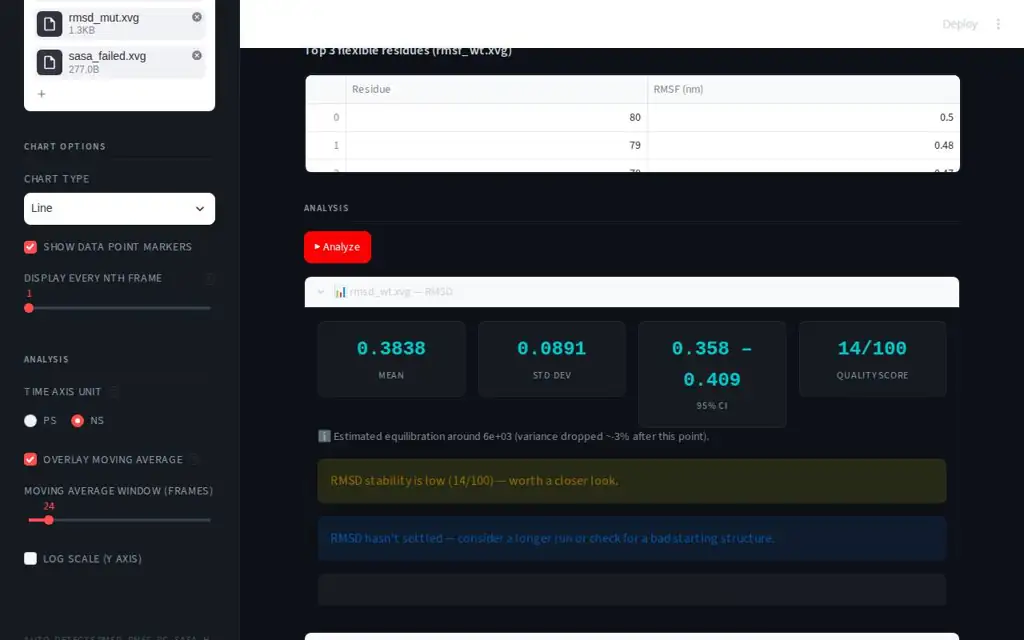 rmsd_mut.xvg
1.3KB
sasa_failed.xvg
277.0B
+
CHART OPTIONS
CHART TYPE
Line
SHOW DATA POINT MARKERS
DISPLAY EVERY NTH FRAME
1
ANALYSIS
TIME AXIS UNIT
PS NS
OVERLAY MOVING AVERAGE
MOVING AVERAGE WINDOW (FRAMES)
24
LOG SCALE (Y AXIS)
Deploy
Top 3 flexible residues (rmsf_wt.xvg)
Residue RMSF (nm)
0 80 0.5
1 79 0.48
2 78 0.47
ANALYSIS
Analyze
rmsd_wt.xvg — RMSD
0.3838
MEAN
0.0891
STD DEV
0.358 –
0.409
95% CI
14/100
QUALITY SCORE
Estimated equilibration around 6e+03 (variance dropped ~-3% after this point).
RMSD stability is low (14/100) — worth a closer look.
RMSD hasn't settled — consider a longer run or check for a bad starting structure.